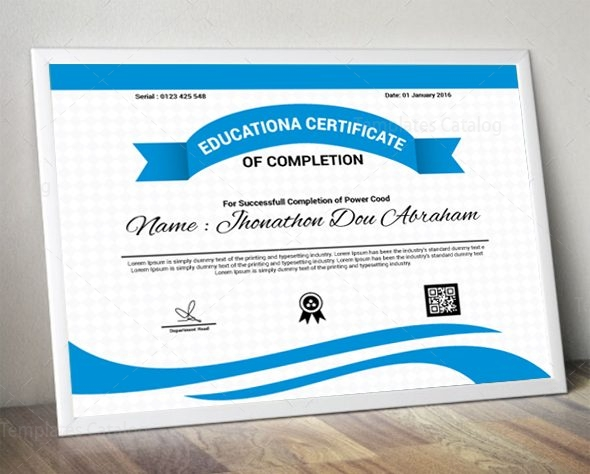 Serial : 0123 425 548
Date: 01 January 2016
Templates Catalog
EDUCATIONA CERTIFICATE
OF COMPLETION
For Successfull Completion of Power Cood
Name : Jhonathon Dou Abraham
Lorem Ipsum is simply dummy text of the printing and typesetting industry. Lorem Ipsum has been the industry's standard dummy text e
Lorem Ipsum is simply dummy text of the printing and typesetting industry. Lorem Ipsum has been the industry's standard dummy text
Lorem Ipsum is simply dummy text of the printing and typesetting industry.
Department Head
Templates Catalog